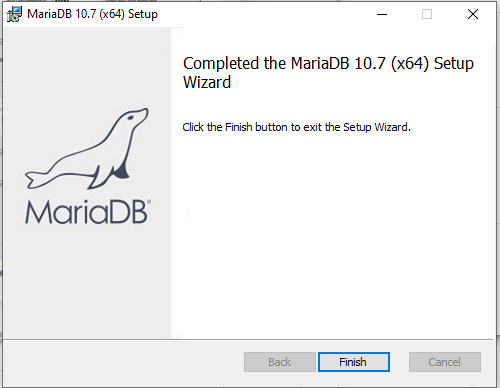 MariaDB 10.7 (x64) Setup
Completed the MariaDB 10.7 (x64) Setup
Wizard
Click the Finish button to exit the Setup Wizard.
MariaDB®
Back
Finish
Cancel